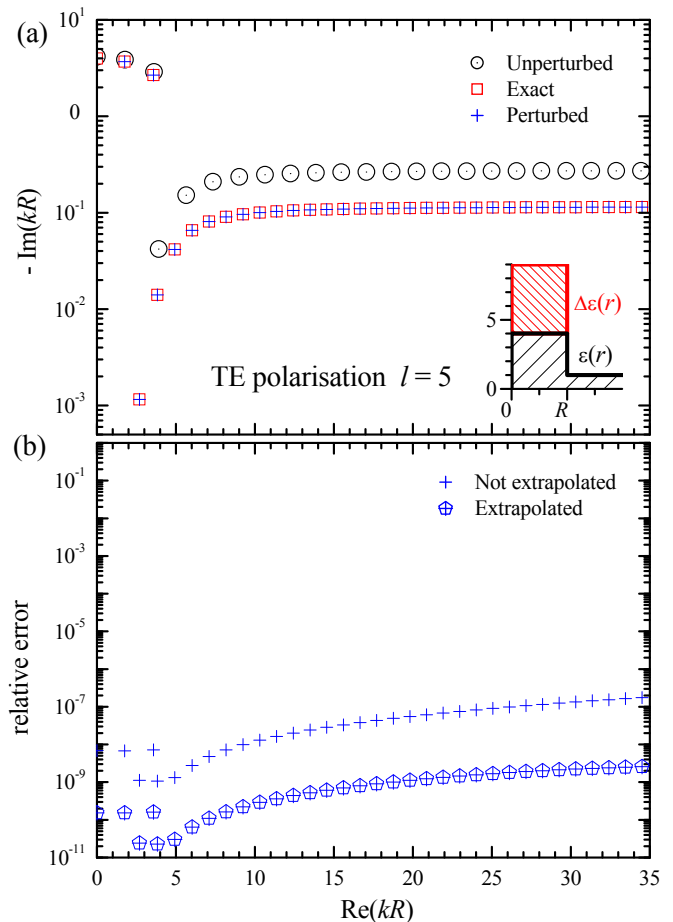 (a)
10¹
0
10⁻¹
10⁻²
10⁻³
- Im(kR)
Unperturbed
Exact
Perturbed
TE polarisation l = 5
5
0
0
R
Δε(r)
ε(r)
(b)
10⁻¹
10⁻³
10⁻⁵
10⁻⁷
10⁻⁹
10⁻¹¹
relative error
Not extrapolated
Extrapolated
0 5 10 15 20 25 30 35
Re(kR)